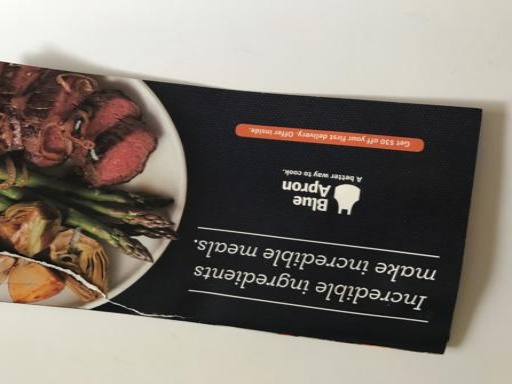 Incredible ingredients
make incredible meals.
Blue
Apron
A better way to cook.
Get $30 off your first delivery. Offer inside.